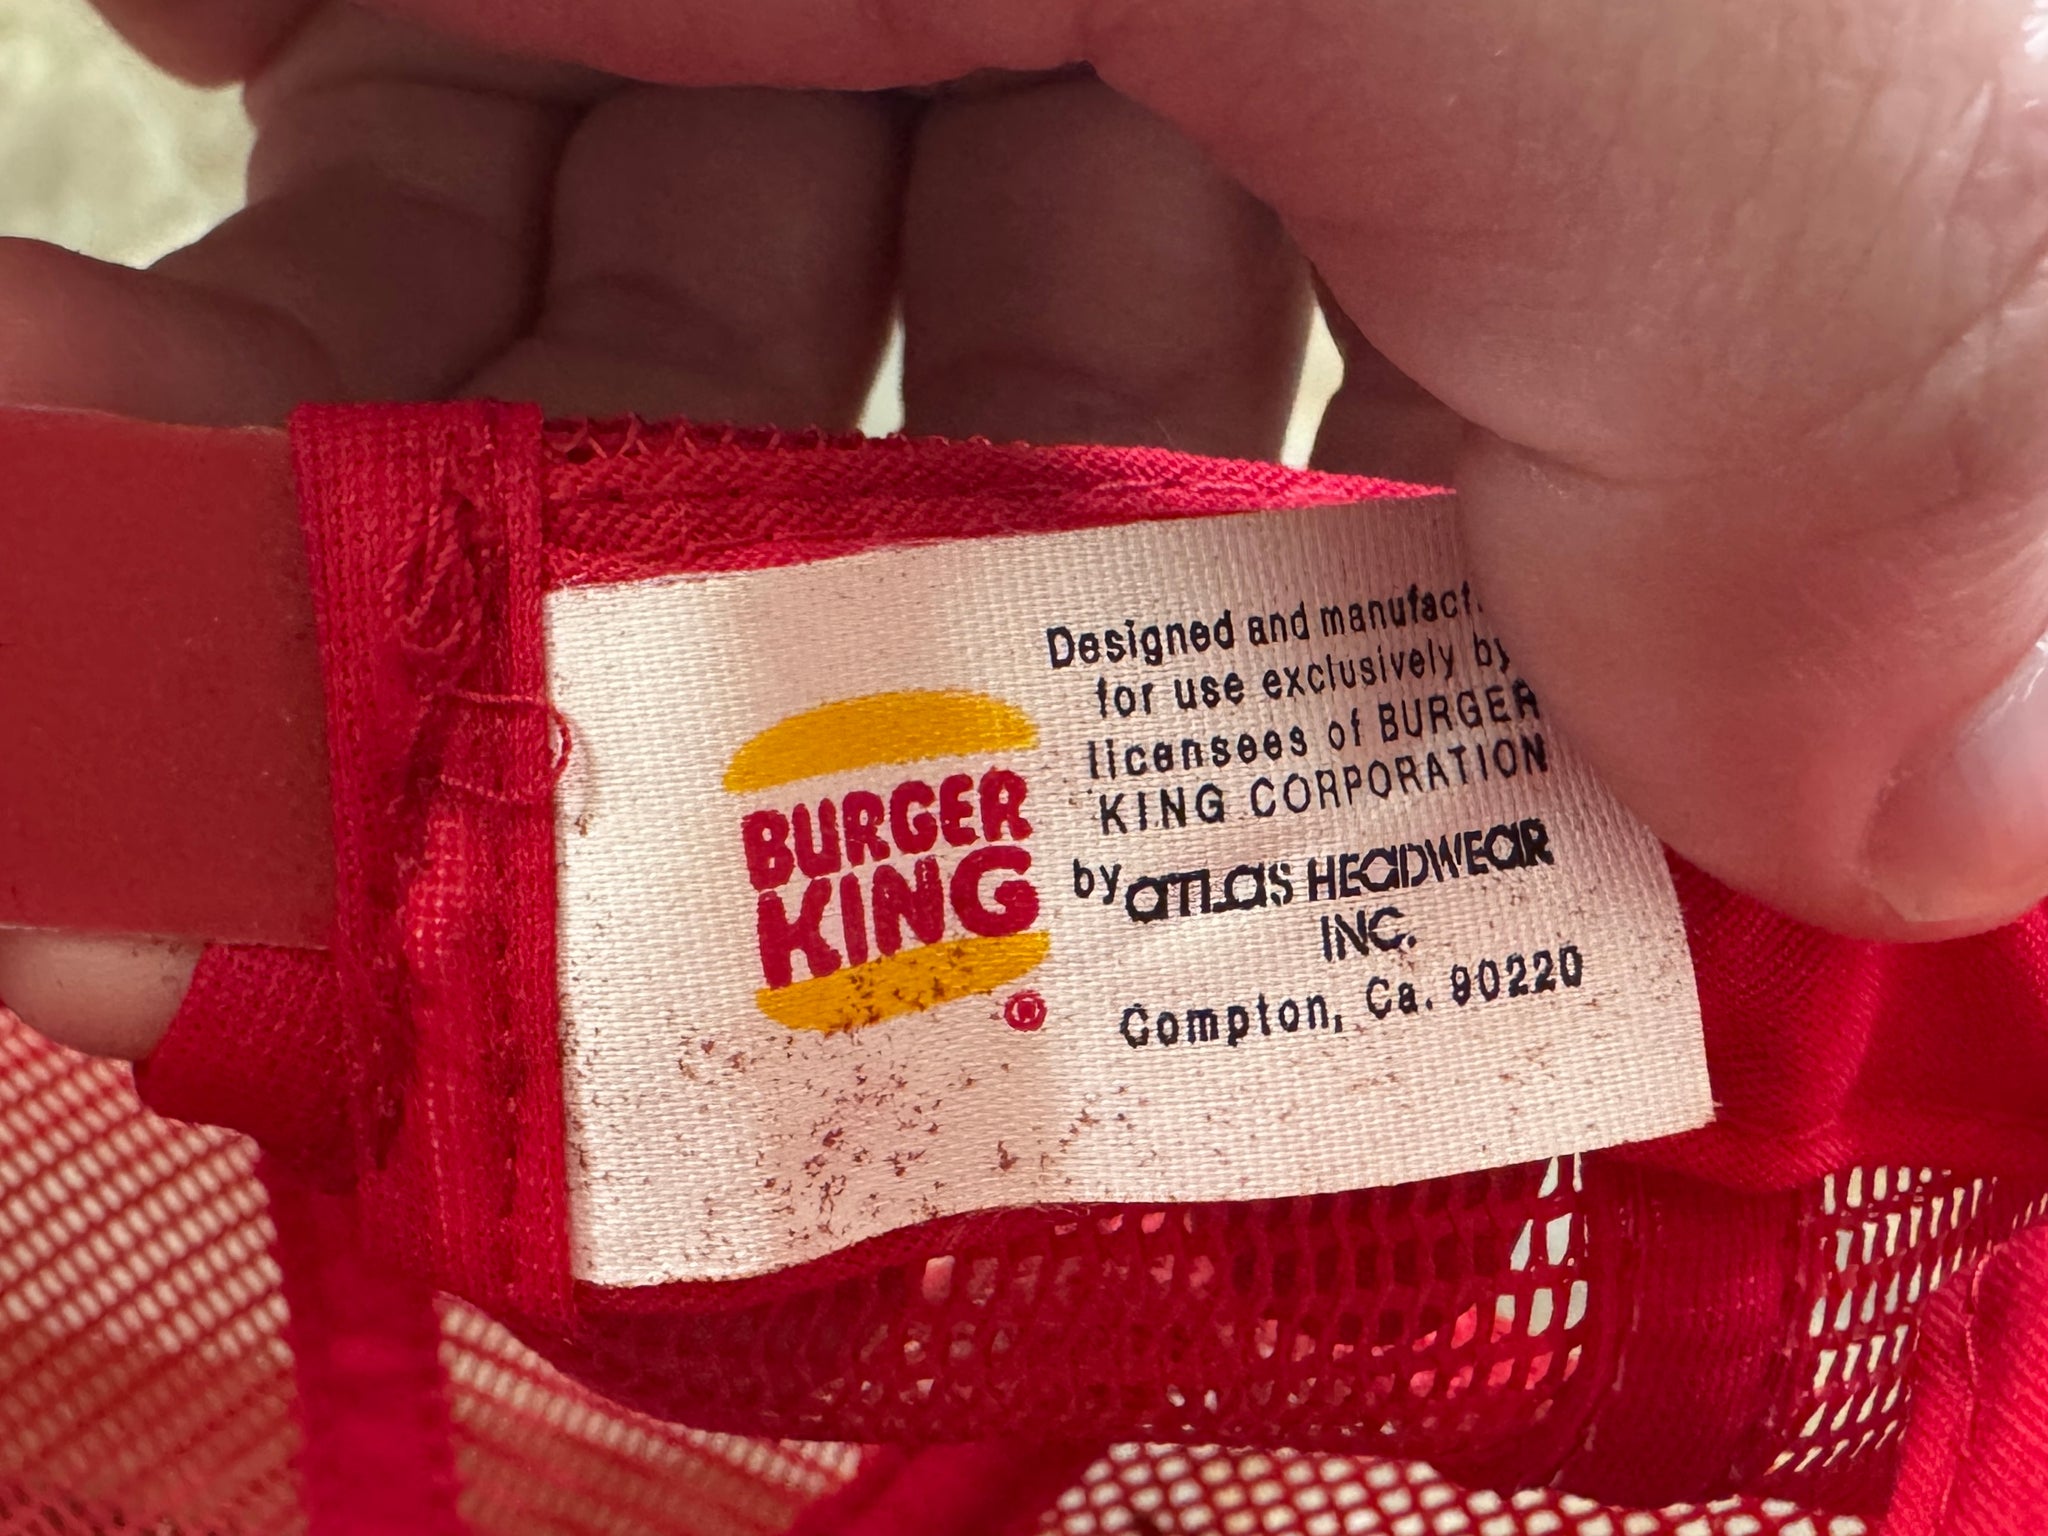 BURGER
KING
®
Designed and manufact
for use exclusively by
licensees of BURGER
KING CORPORATION
by ATLAS HEADWEAR
INC.
Compton, Ca. 90220